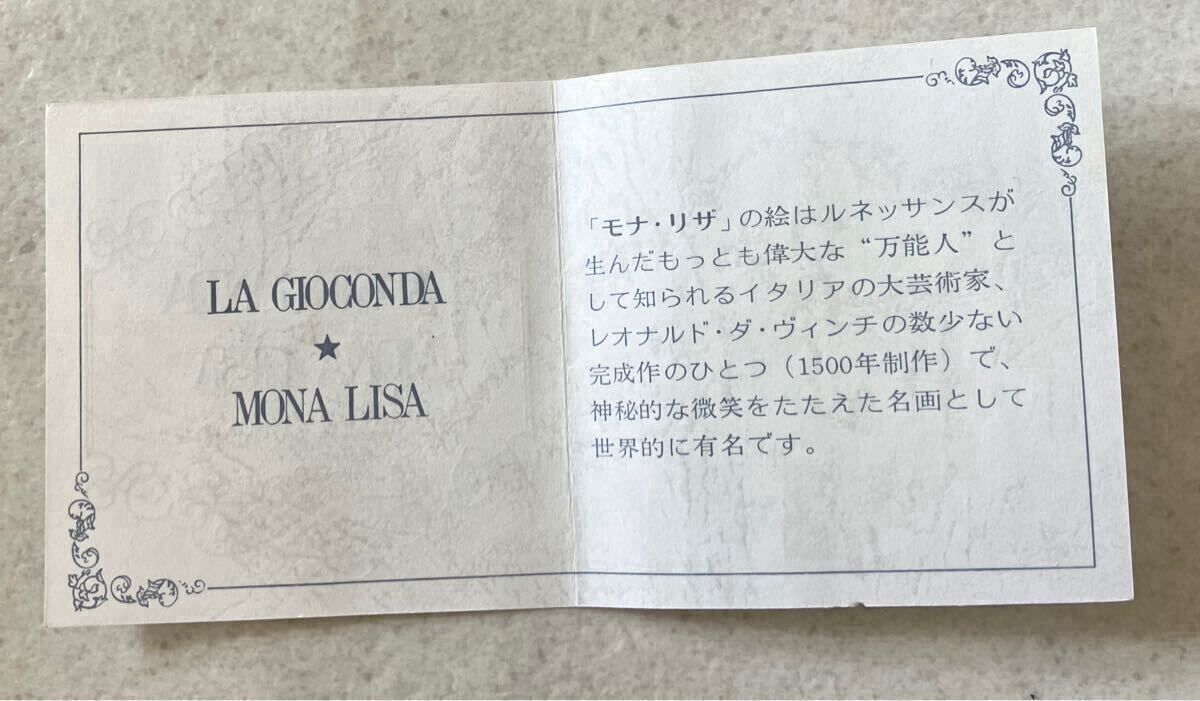 LA GIOCONDA
★
MONA LISA
「モナ・リザ」の絵はルネッサンスが
生んだもっとも偉大な“万能人”と
して知られるイタリアの大芸術家、
レオナルド・ダ・ヴィンチの数少ない
完成作のひとつ（1500年制作）で、
神秘的な微笑をたたえた名画として
世界的に有名です。